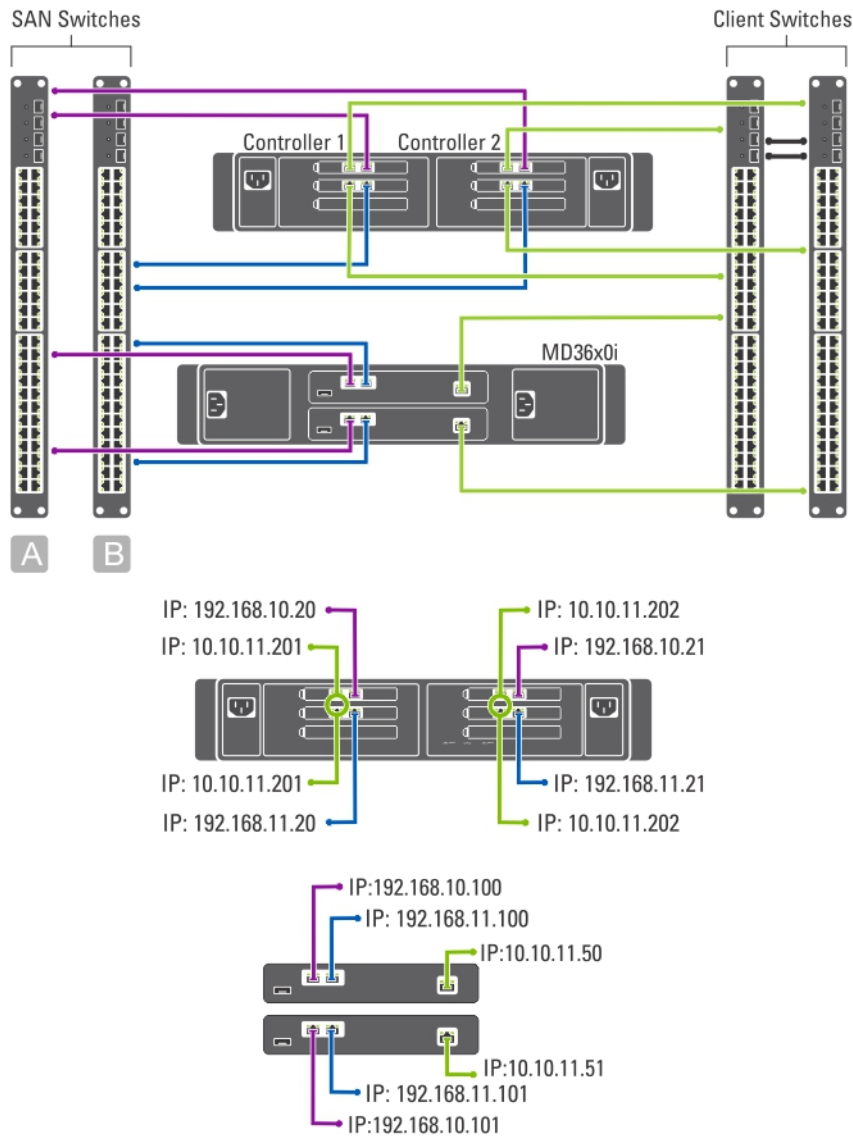 SAN Switches
Client Switches
Controller 1
Controller 2
MD36x0i
A
B
IP: 192.168.10.20
IP: 10.10.11.202
IP: 10.10.11.201
IP: 192.168.10.21
IP: 10.10.11.201
IP: 192.168.11.21
IP: 192.168.11.20
IP: 10.10.11.202
IP:192.168.10.100
IP: 192.168.11.100
IP:10.10.11.50
IP:10.10.11.51
IP: 192.168.11.101
IP:192.168.10.101